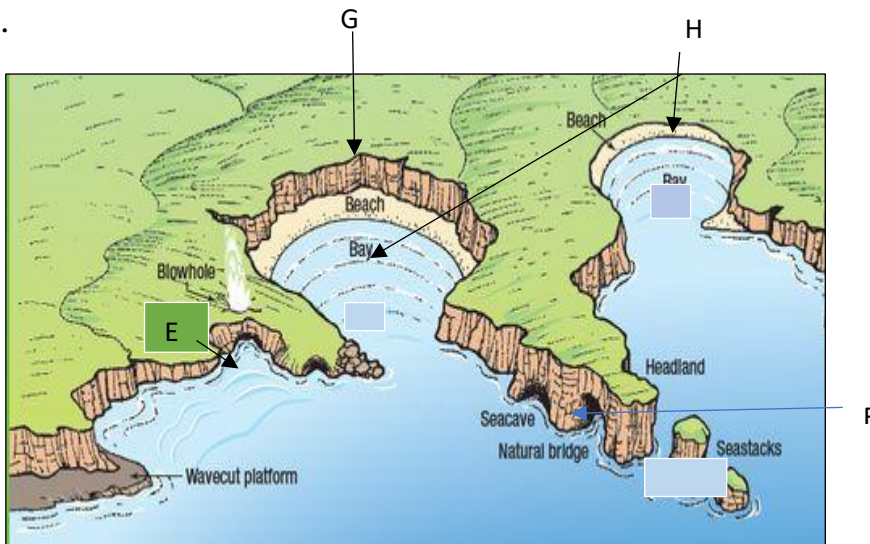 .
G
H
Beach
Beach
Bay
Bay
Blowhole
E
Headland
F
Seacave
Natural bridge
Seastacks
Wavecut platform